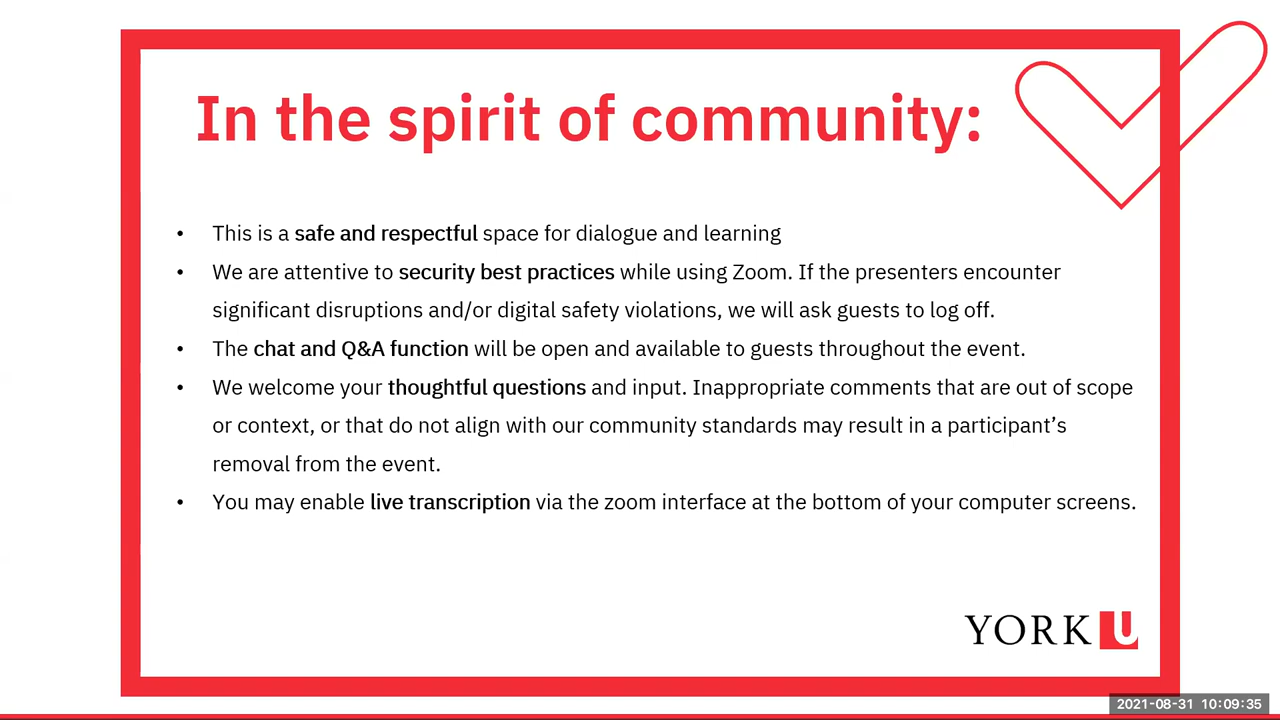 In the spirit of community:
• This is a safe and respectful space for dialogue and learning
• We are attentive to security best practices while using Zoom. If the presenters encounter
significant disruptions and/or digital safety violations, we will ask guests to log off.
• The chat and Q&A function will be open and available to guests throughout the event.
• We welcome your thoughtful questions and input. Inappropriate comments that are out of scope
or context, or that do not align with our community standards may result in a participant’s
removal from the event.
• You may enable live transcription via the zoom interface at the bottom of your computer screens.
YORK U
2021-08-31 10:09:35